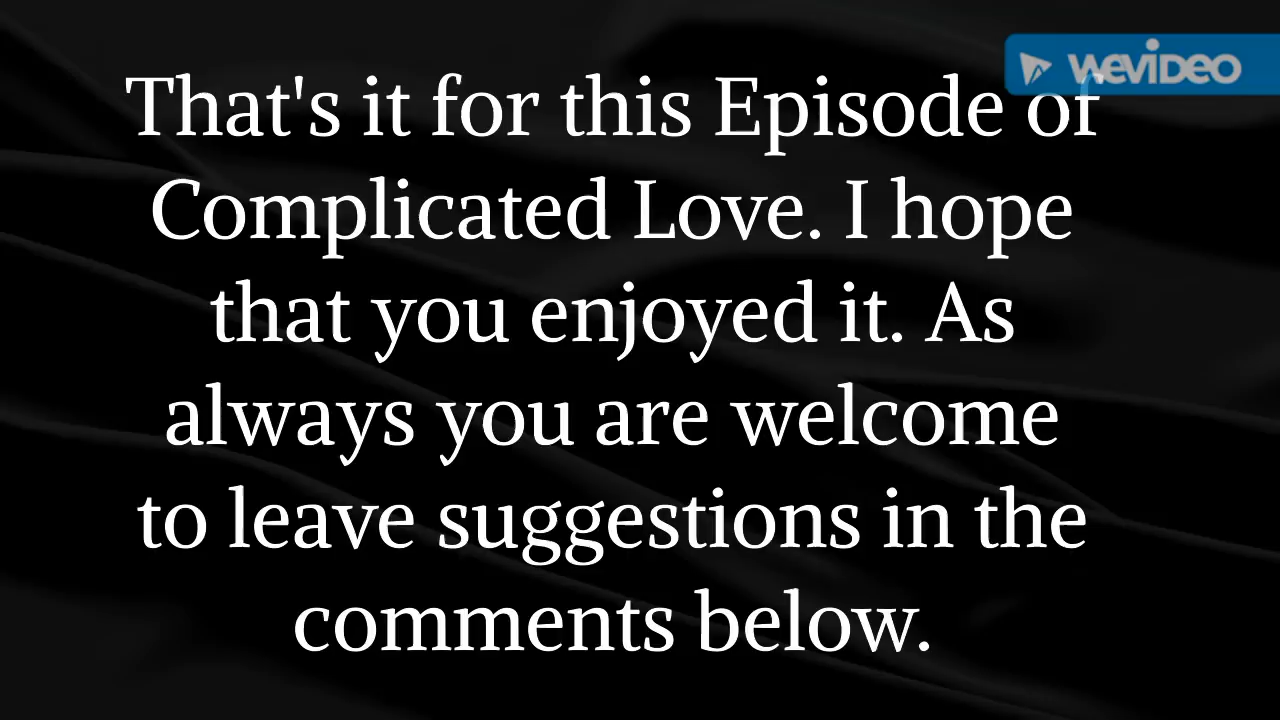 WEVIDEO
That's it for this Episode of
Complicated Love. I hope
that you enjoyed it. As
always you are welcome
to leave suggestions in the
comments below.